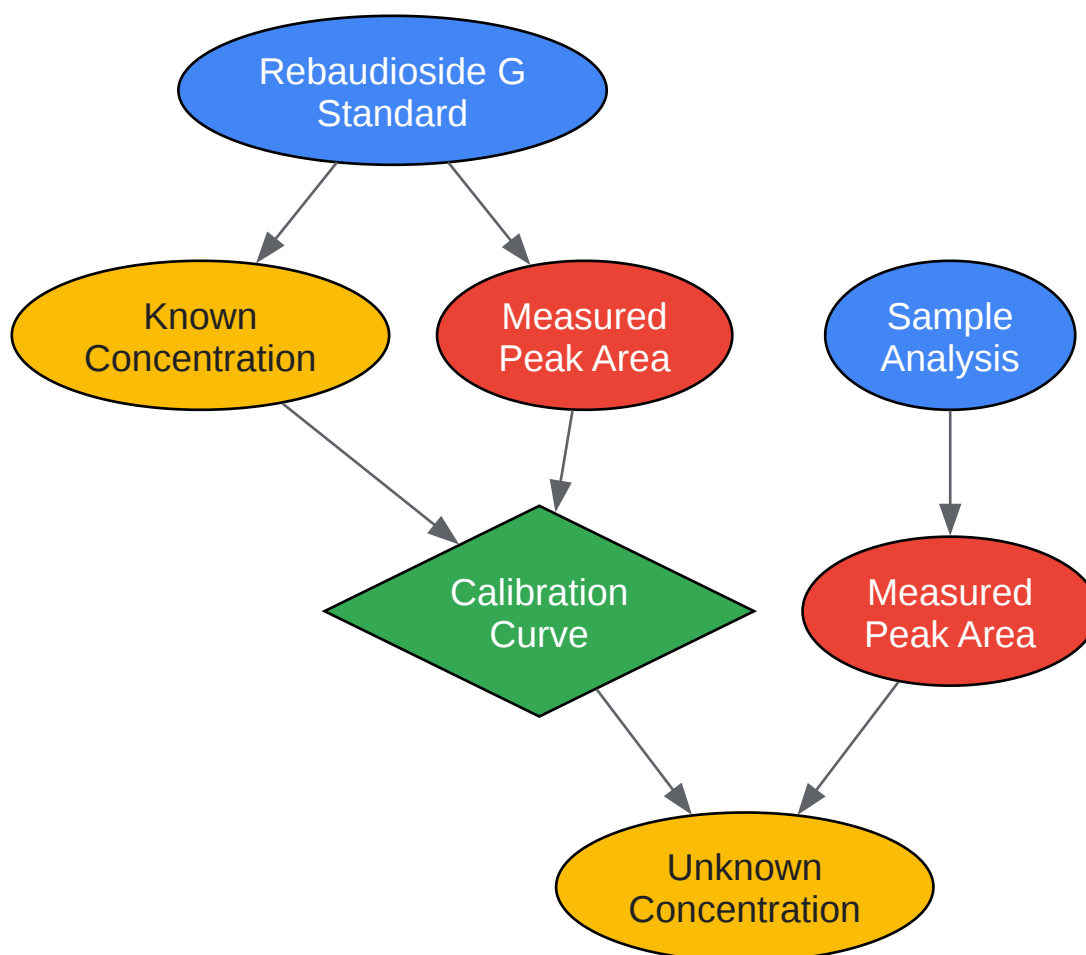 Rebaudioside G
Standard
Known
Concentration
Measured
Peak Area
Sample
Analysis
Calibration
Curve
Measured
Peak Area
Unknown
Concentration